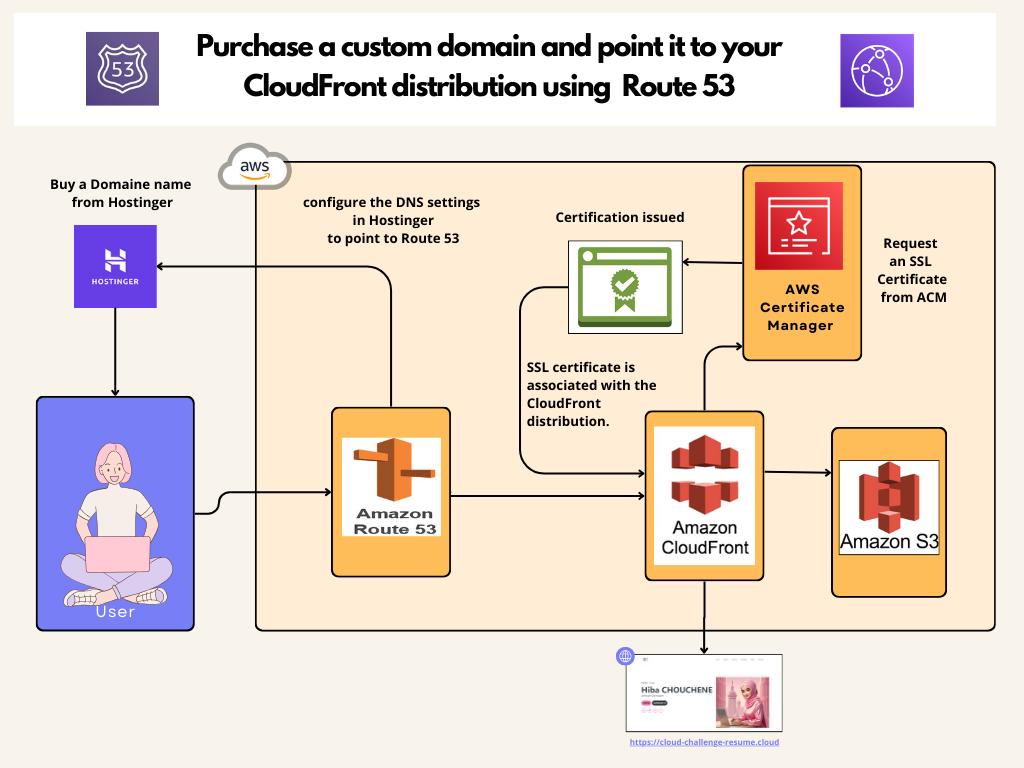 Purchase a custom domain and point it to your
CloudFront distribution using Route 53
53
aws
Buy a Domaine name
from Hostinger
HOSTINGER
configure the DNS settings
in Hostinger
to point to Route 53
Certification issued
AWS
Certificate
Manager
Request
an SSL
Certificate
from ACM
SSL certificate is
associated with the
CloudFront
distribution.
User
Amazon
Route 53
Amazon
CloudFront
Amazon S3
Hiba CHOUCHENE
https://cloud-challenge-resume.cloud